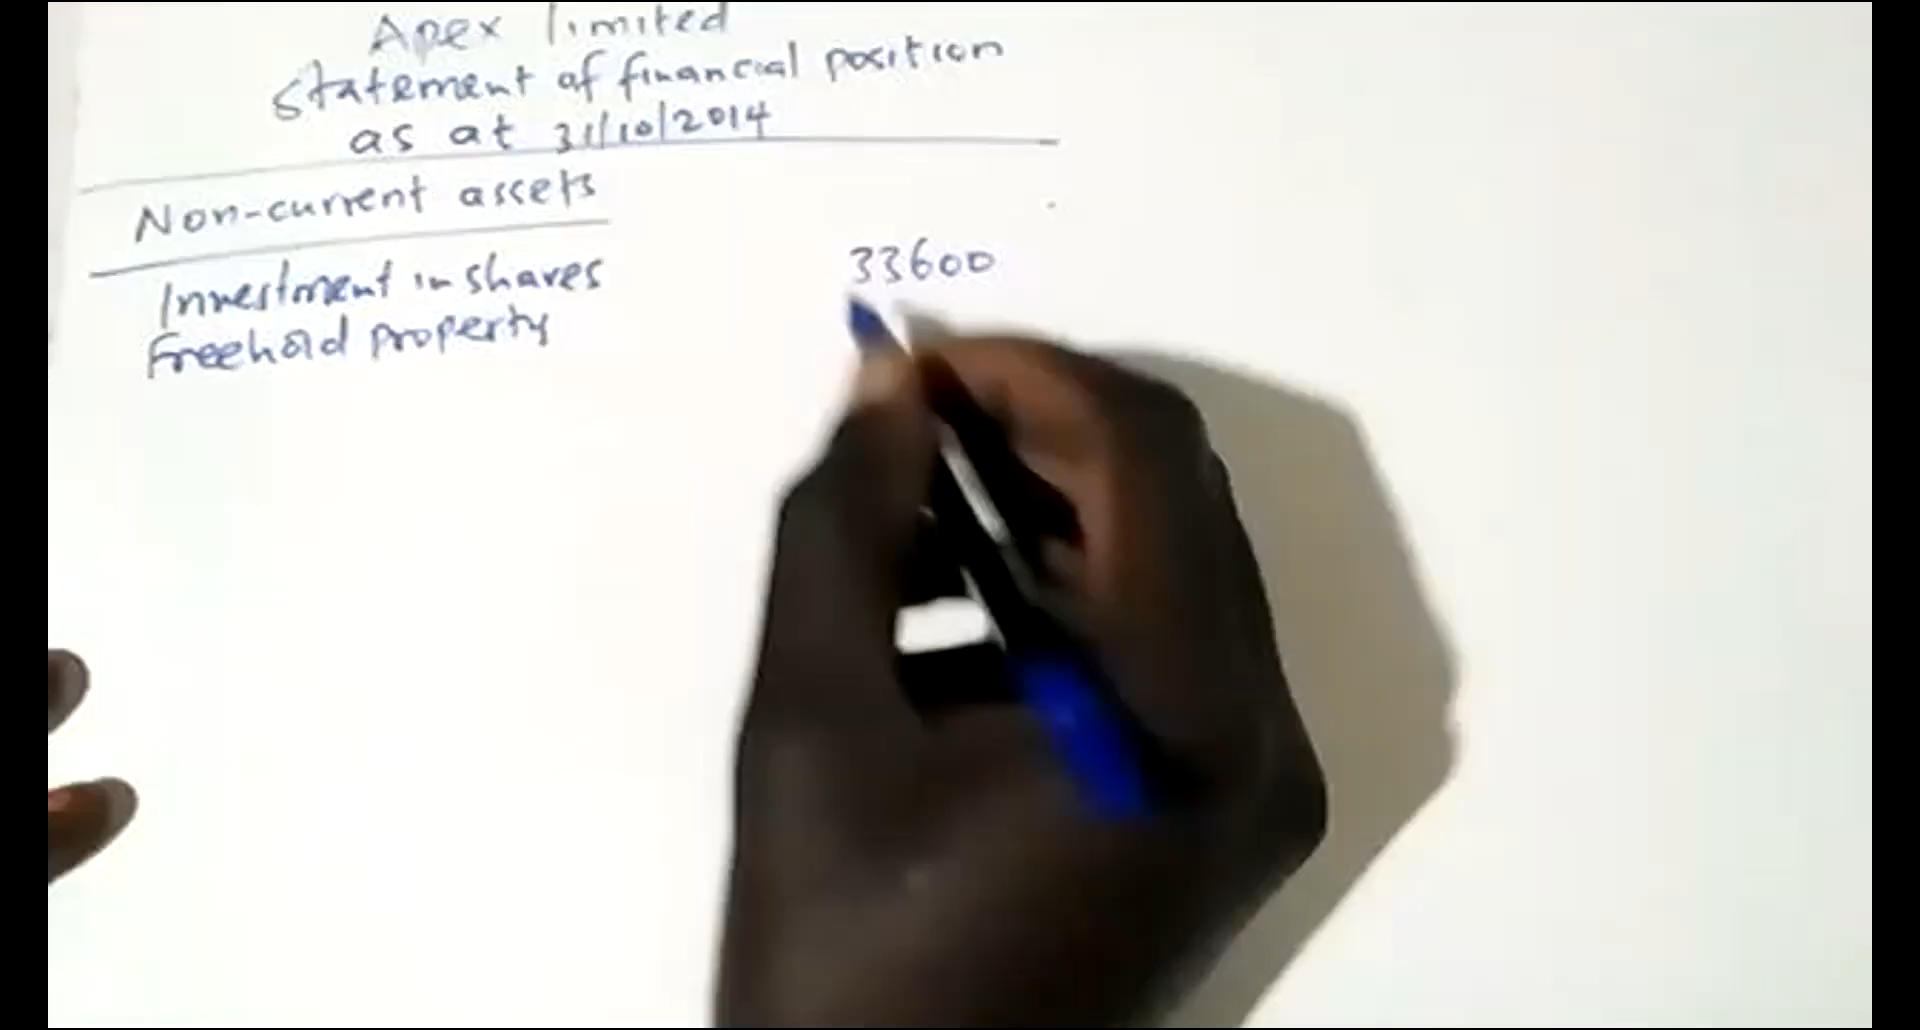 Apex limited
Statement of financial position
as at 31/10/2014
Non-current assets
Investment in shares 33600
Freehold property